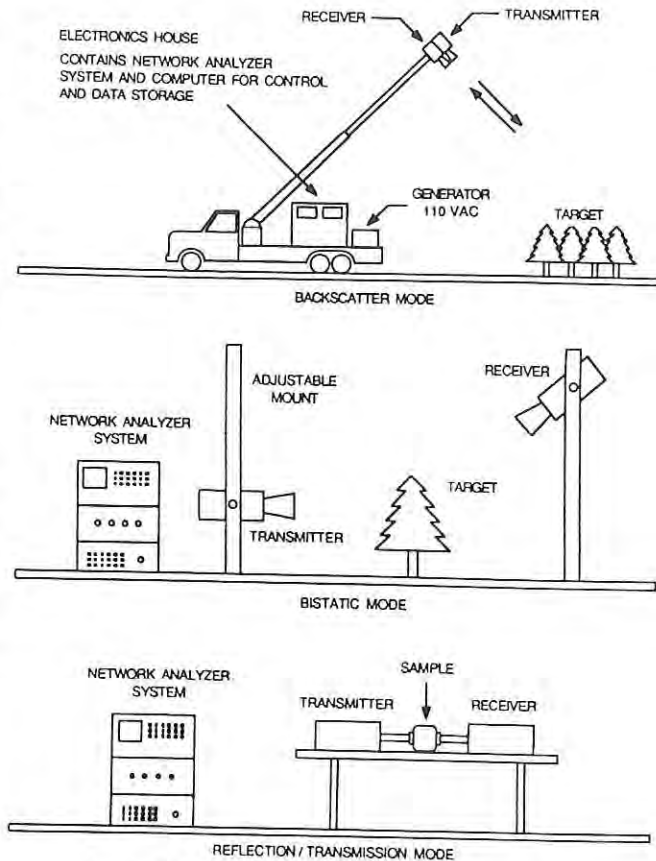 RECEIVER
TRANSMITTER
ELECTRONICS HOUSE
CONTAINS NETWORK ANALYZER
SYSTEM AND COMPUTER FOR CONTROL
AND DATA STORAGE
GENERATOR
110 VAC
TARGET
BACKSCATTER MODE
ADJUSTABLE
MOUNT
RECEIVER
NETWORK ANALYZER
SYSTEM
TARGET
TRANSMITTER
BISTATIC MODE
NETWORK ANALYZER
SYSTEM
SAMPLE
TRANSMITTER
RECEIVER
REFLECTION / TRANSMISSION MODE